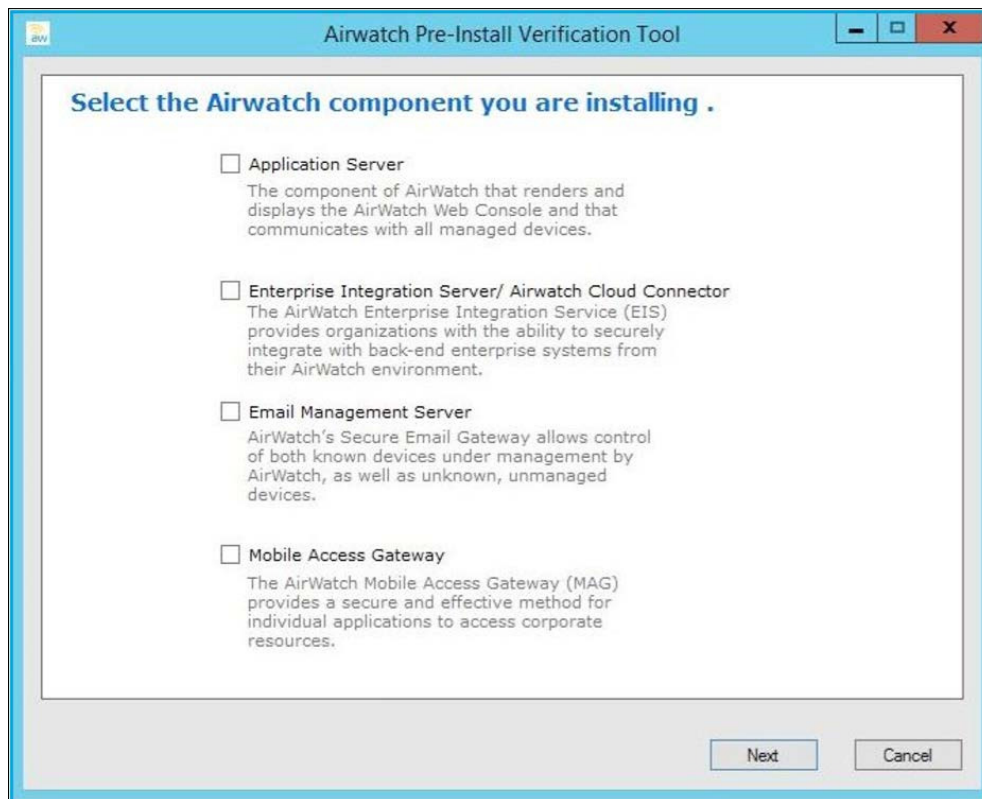 aw
Airwatch Pre-Install Verification Tool
Select the Airwatch component you are installing .
Application Server
The component of AirWatch that renders and
displays the AirWatch Web Console and that
communicates with all managed devices.
Enterprise Integration Server/ Airwatch Cloud Connector
The AirWatch Enterprise Integration Service (EIS)
provides organizations with the ability to securely
integrate with back-end enterprise systems from
their AirWatch environment.
Email Management Server
AirWatch's Secure Email Gateway allows control
of both known devices under management by
AirWatch, as well as unknown, unmanaged
devices.
Mobile Access Gateway
The AirWatch Mobile Access Gateway (MAG)
provides a secure and effective method for
individual applications to access corporate
resources.
Next
Cancel